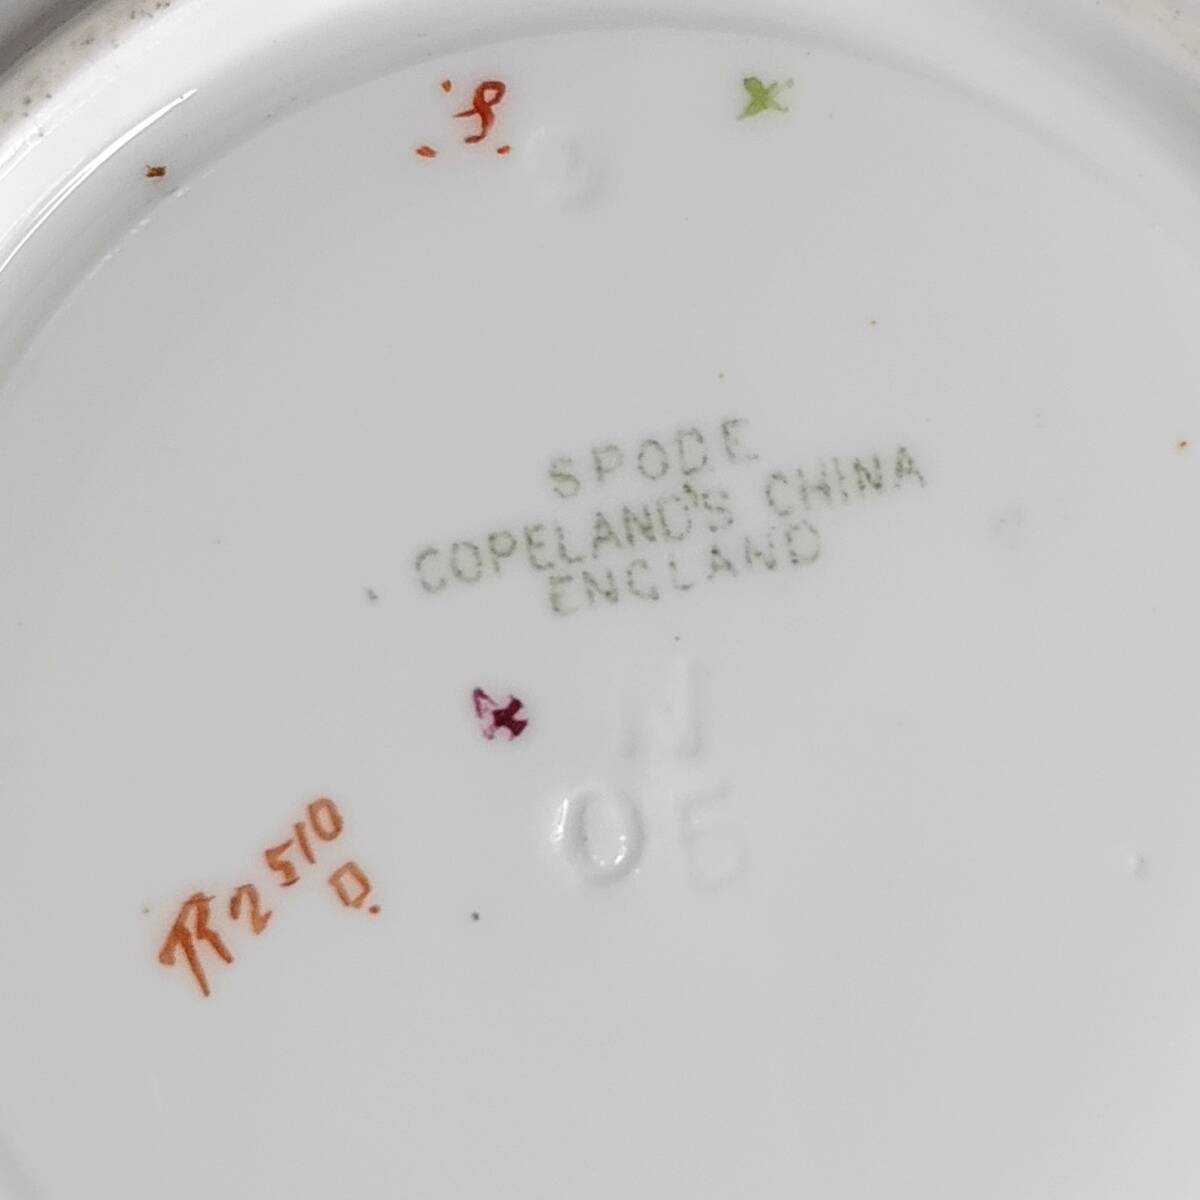 SPODE
COPELAND'S CHINA
ENGLAND
N
05
R2510
D.